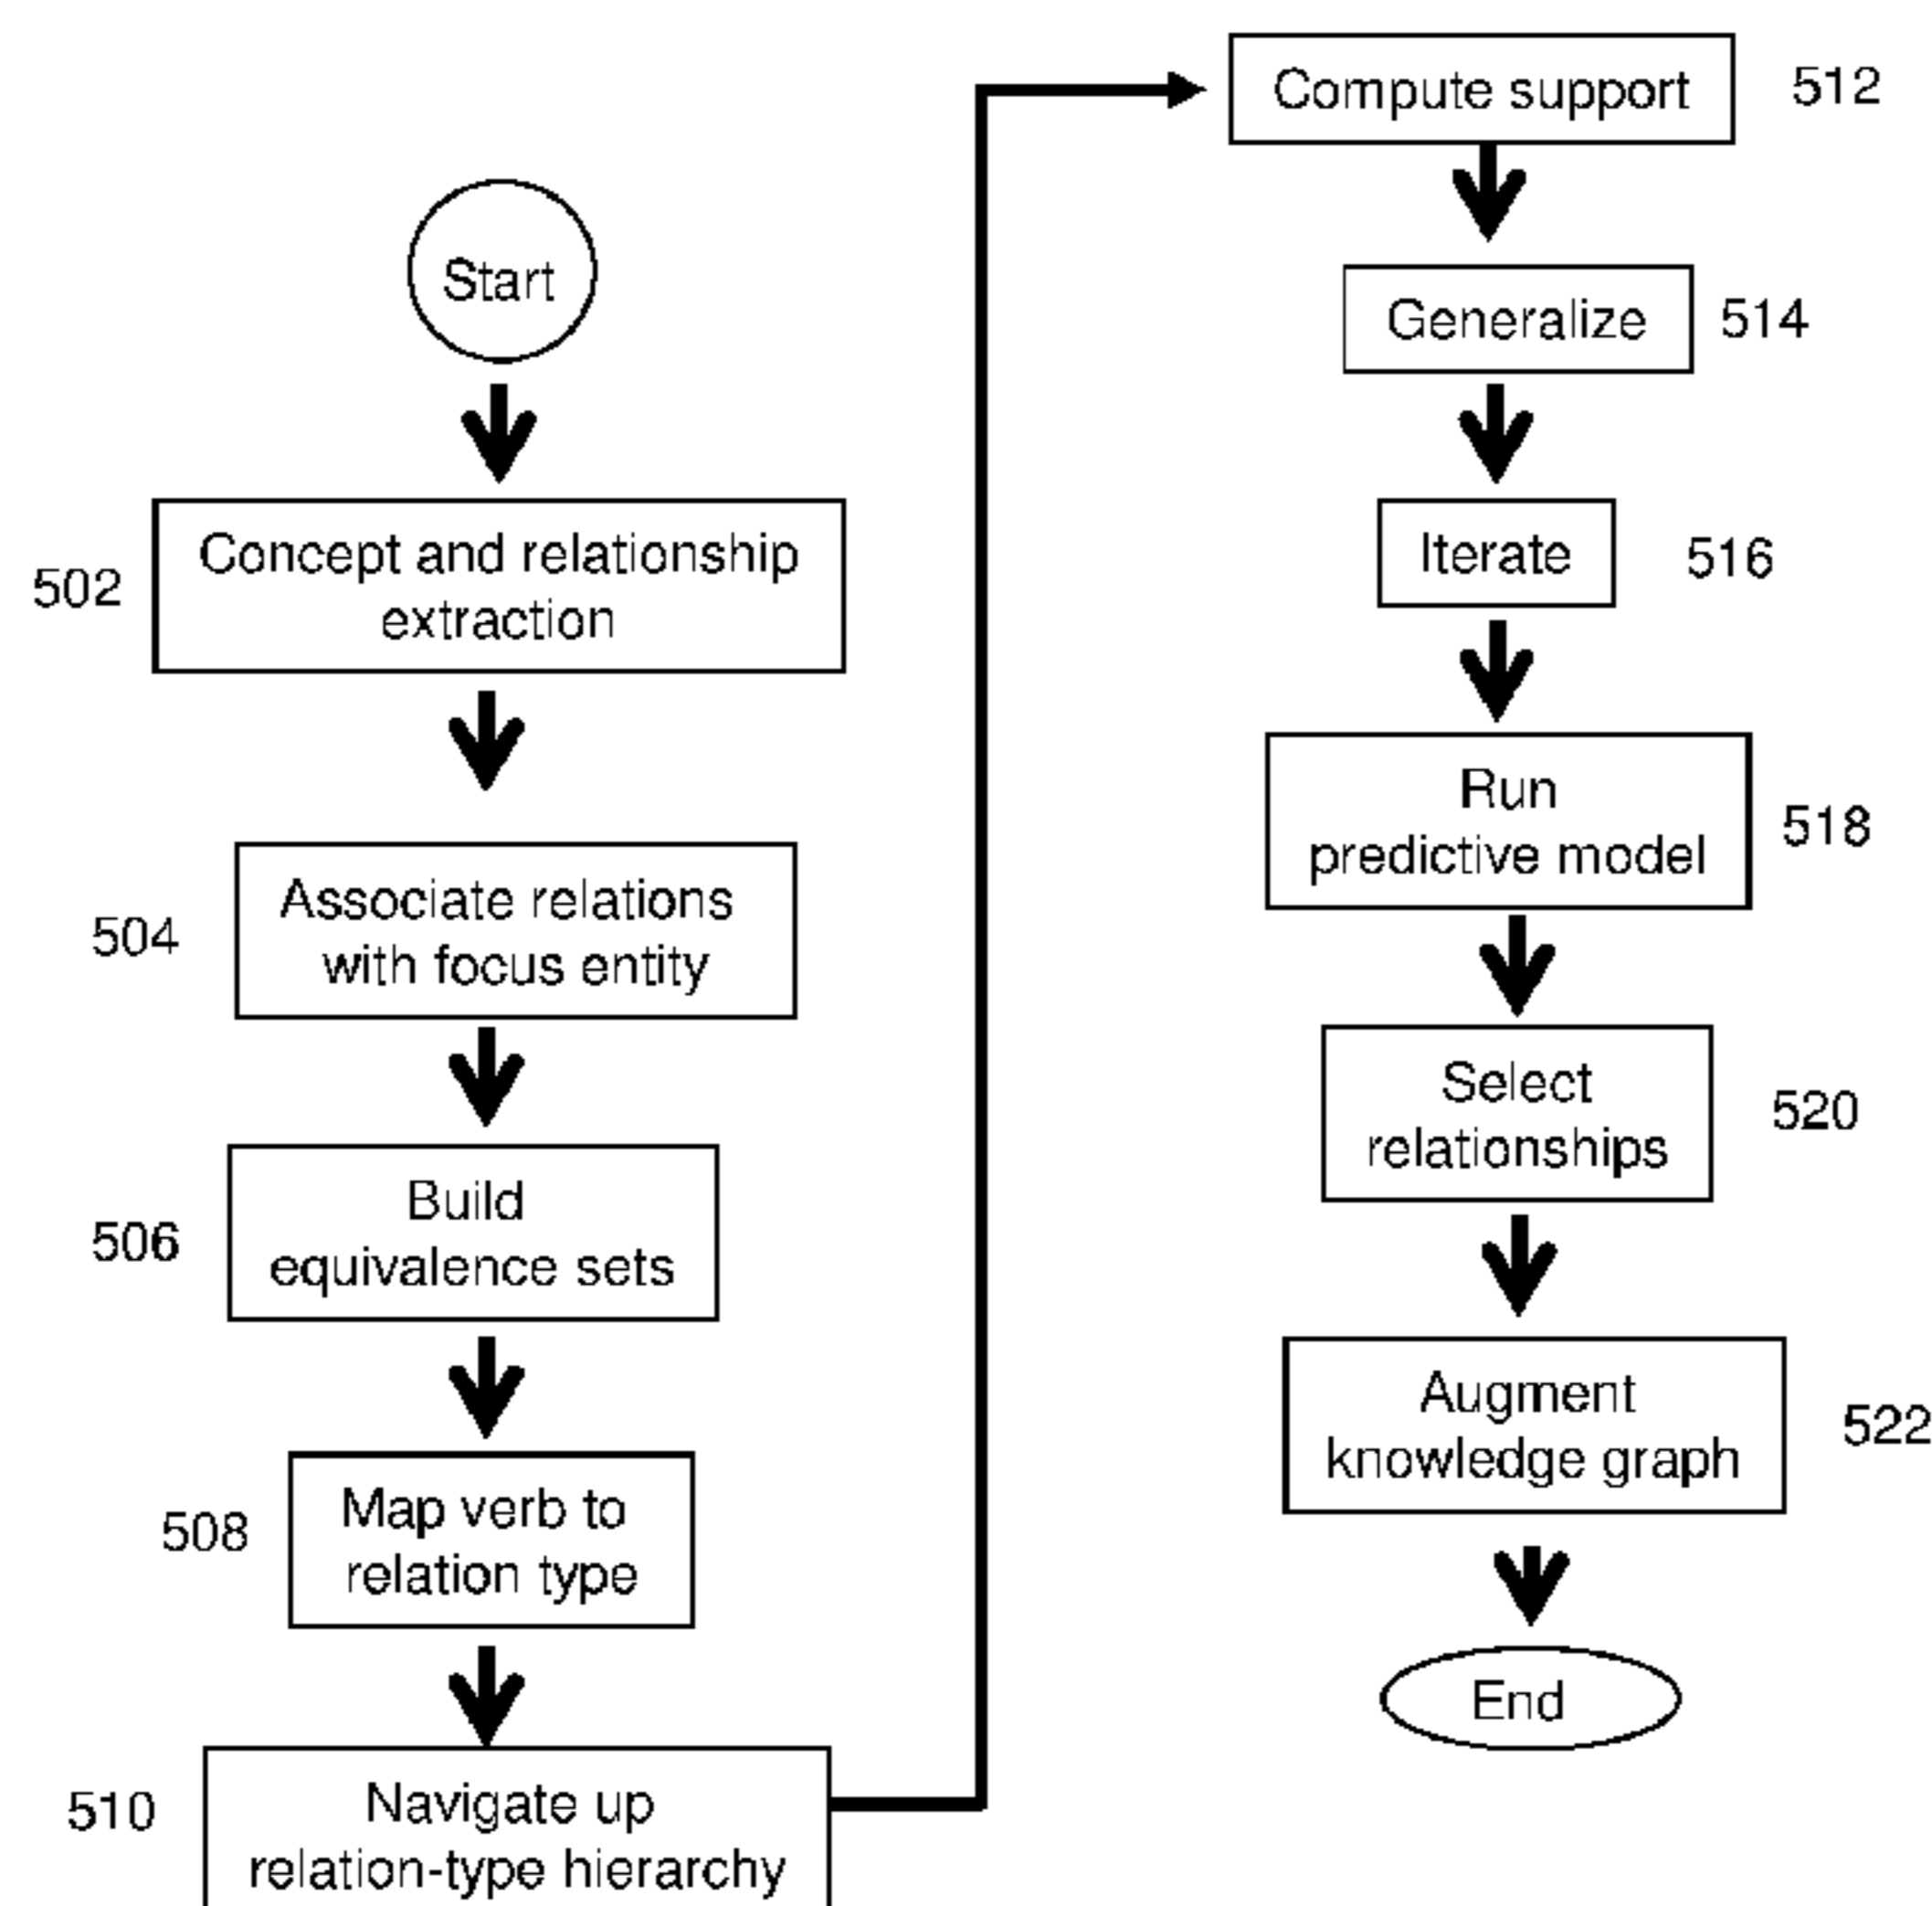 Start
502
Concept and relationship
extraction
504
Associate relations
with focus entity
506
Build
equivalence sets
508
Map verb to
relation type
510
Navigate up
relation-type hierarchy
Compute support
512
Generalize
514
Iterate
516
Run
predictive model
518
Select
relationships
520
Augment
knowledge graph
522
End